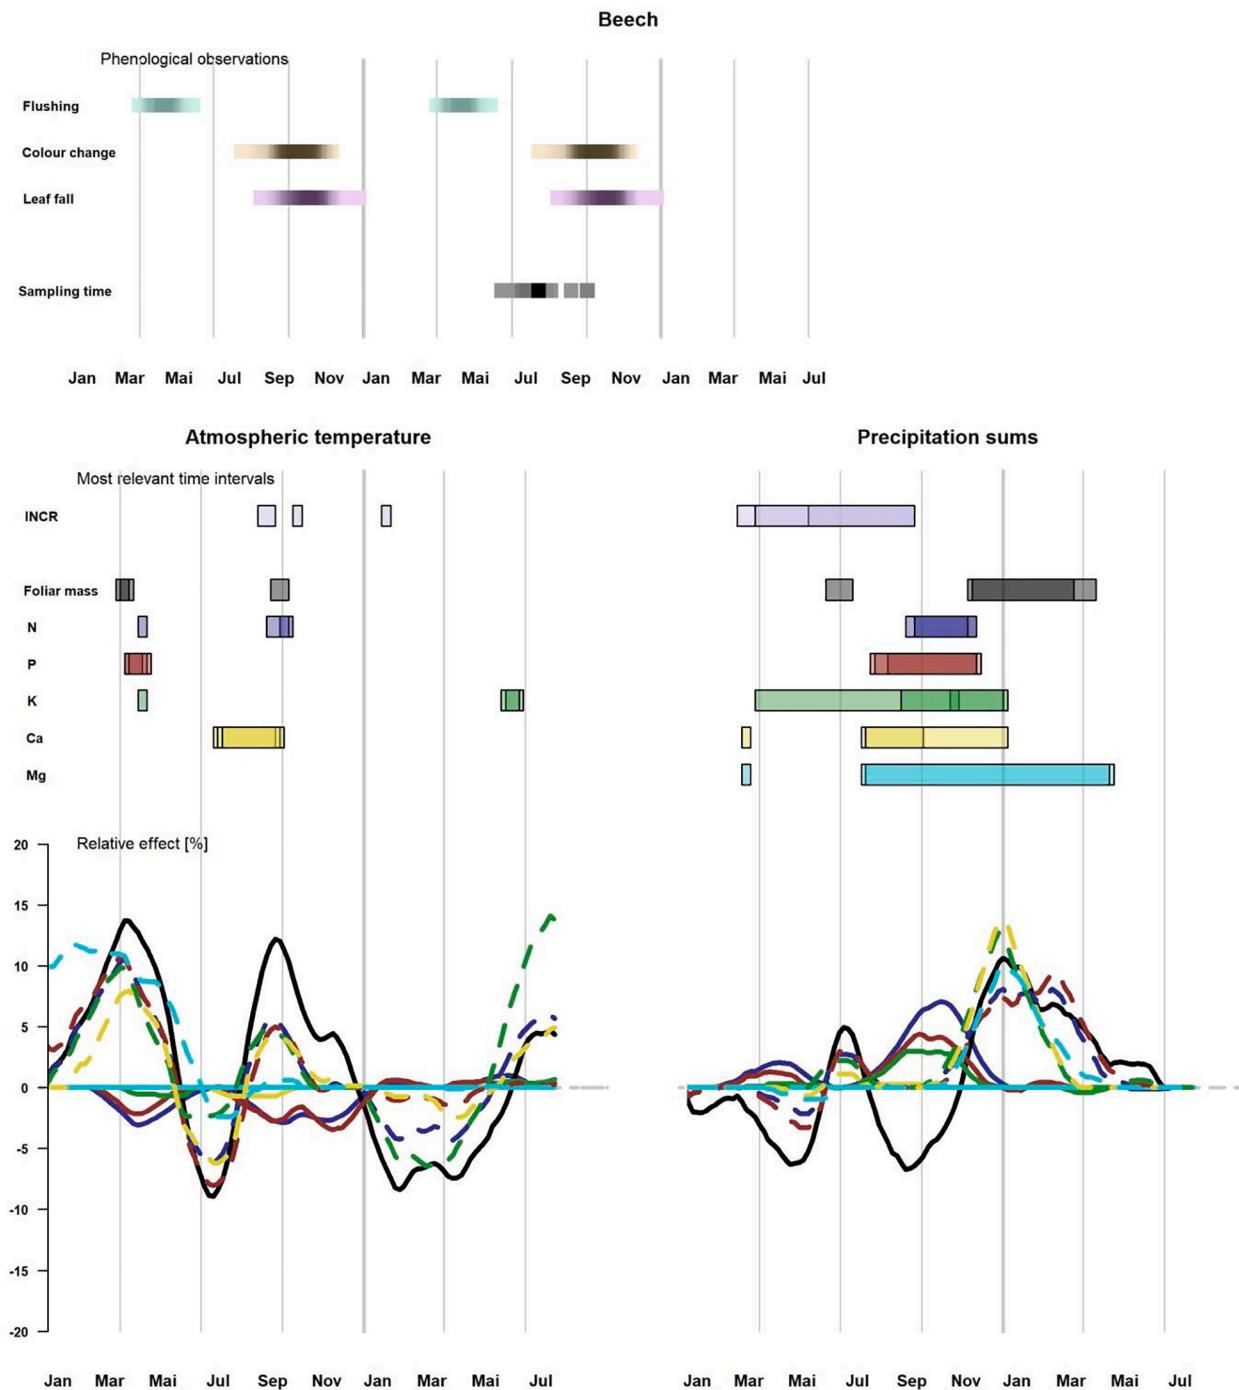 Beech
Phenological observations
Flushing
Colour change
Leaf fall
Sampling time
Jan Mar Mai Jul Sep Nov Jan Mar Mai Jul Sep Nov Jan Mar Mai Jul
Atmospheric temperature Precipitation sums
Most relevant time intervals
INCR
Foliar mass
N
P
K
Ca
Mg
Relative effect [%]
20
15
10
5
0
-5
-10
-15
-20
Jan Mar Mai Jul Sep Nov Jan Mar Mai Jul Jan Mar Mai Jul Sep Nov Jan Mar Mai Jul